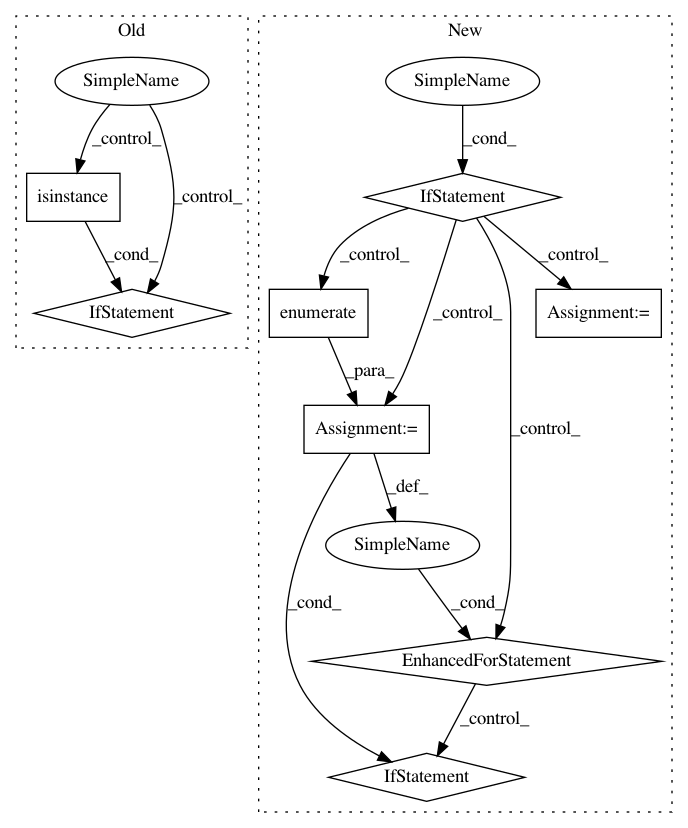 Old
New
SimpleName
SimpleName
_control_
_cond_
isinstance
_control_
IfStatement
_cond_
_control_
_control_
IfStatement
enumerate
_control_
Assignment:=
_para_
Assignment:=
_control_
_def_
SimpleName
_cond_
_cond_
EnhancedForStatement
_control_
IfStatement